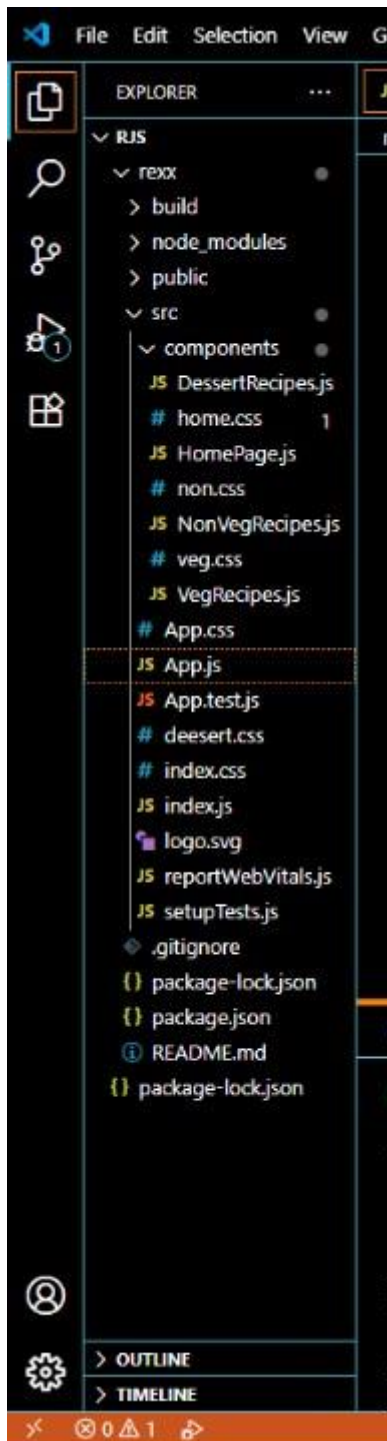 File Edit Selection View G
EXPLORER ...
RJS
rexx
build
node_modules
public
src
components
JS DessertRecipes.js
# home.css 1
JS HomePage.js
# non.css
JS NonVegRecipes.js
# veg.css
JS VegRecipes.js
# App.css
JS App.js
JS App.test.js
# deesert.css
# index.css
JS index.js
logo.svg
JS reportWebVitals.js
JS setupTests.js
.gitignore
{} package-lock.json
{} package.json
README.md
{} package-lock.json
1
OUTLINE
TIMELINE
0 1